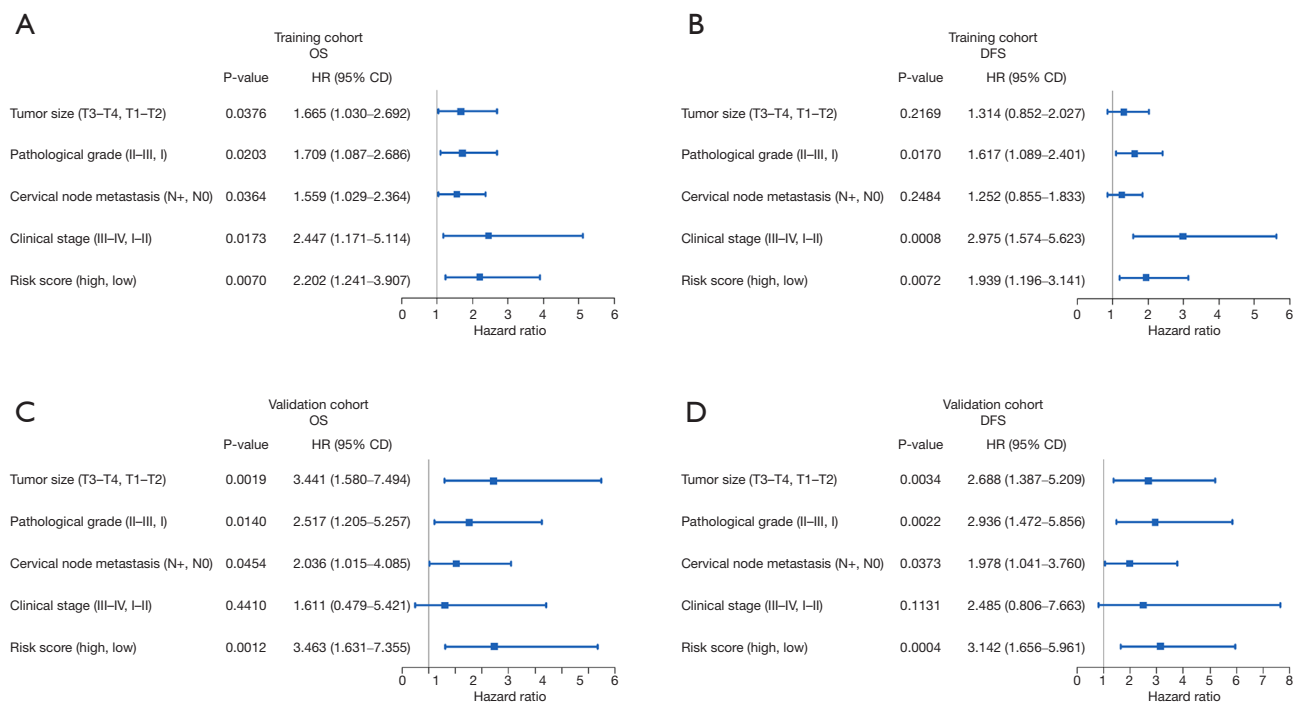 A
Training cohort
OS
P-value HR (95% CD)
Tumor size (T3–T4, T1–T2) 0.0376 1.665 (1.030–2.692)
Pathological grade (II–III, I) 0.0203 1.709 (1.087–2.686)
Cervical node metastasis (N+, N0) 0.0364 1.559 (1.029–2.364)
Clinical stage (III–IV, I–II) 0.0173 2.447 (1.171–5.114)
Risk score (high, low) 0.0070 2.202 (1.241–3.907)
0 1 2 3 4 5 6
Hazard ratio
B
Training cohort
DFS
P-value HR (95% CD)
Tumor size (T3–T4, T1–T2) 0.2169 1.314 (0.852–2.027)
Pathological grade (II–III, I) 0.0170 1.617 (1.089–2.401)
Cervical node metastasis (N+, N0) 0.2484 1.252 (0.855–1.833)
Clinical stage (III–IV, I–II) 0.0008 2.975 (1.574–5.623)
Risk score (high, low) 0.0072 1.939 (1.196–3.141)
0 1 2 3 4 5 6
Hazard ratio
C
Validation cohort
OS
P-value HR (95% CD)
Tumor size (T3–T4, T1–T2) 0.0019 3.441 (1.580–7.494)
Pathological grade (II–III, I) 0.0140 2.517 (1.205–5.257)
Cervical node metastasis (N+, N0) 0.0454 2.036 (1.015–4.085)
Clinical stage (III–IV, I–II) 0.4410 1.611 (0.479–5.421)
Risk score (high, low) 0.0012 3.463 (1.631–7.355)
0 1 2 3 4 5 5 6
Hazard ratio
D
Validation cohort
DFS
P-value HR (95% CD)
Tumor size (T3–T4, T1–T2) 0.0034 2.688 (1.387–5.209)
Pathological grade (II–III, I) 0.0022 2.936 (1.472–5.856)
Cervical node metastasis (N+, N0) 0.0373 1.978 (1.041–3.760)
Clinical stage (III–IV, I–II) 0.1131 2.485 (0.806–7.663)
Risk score (high, low) 0.0004 3.142 (1.656–5.961)
0 1 2 3 4 5 6 7 8
Hazard ratio